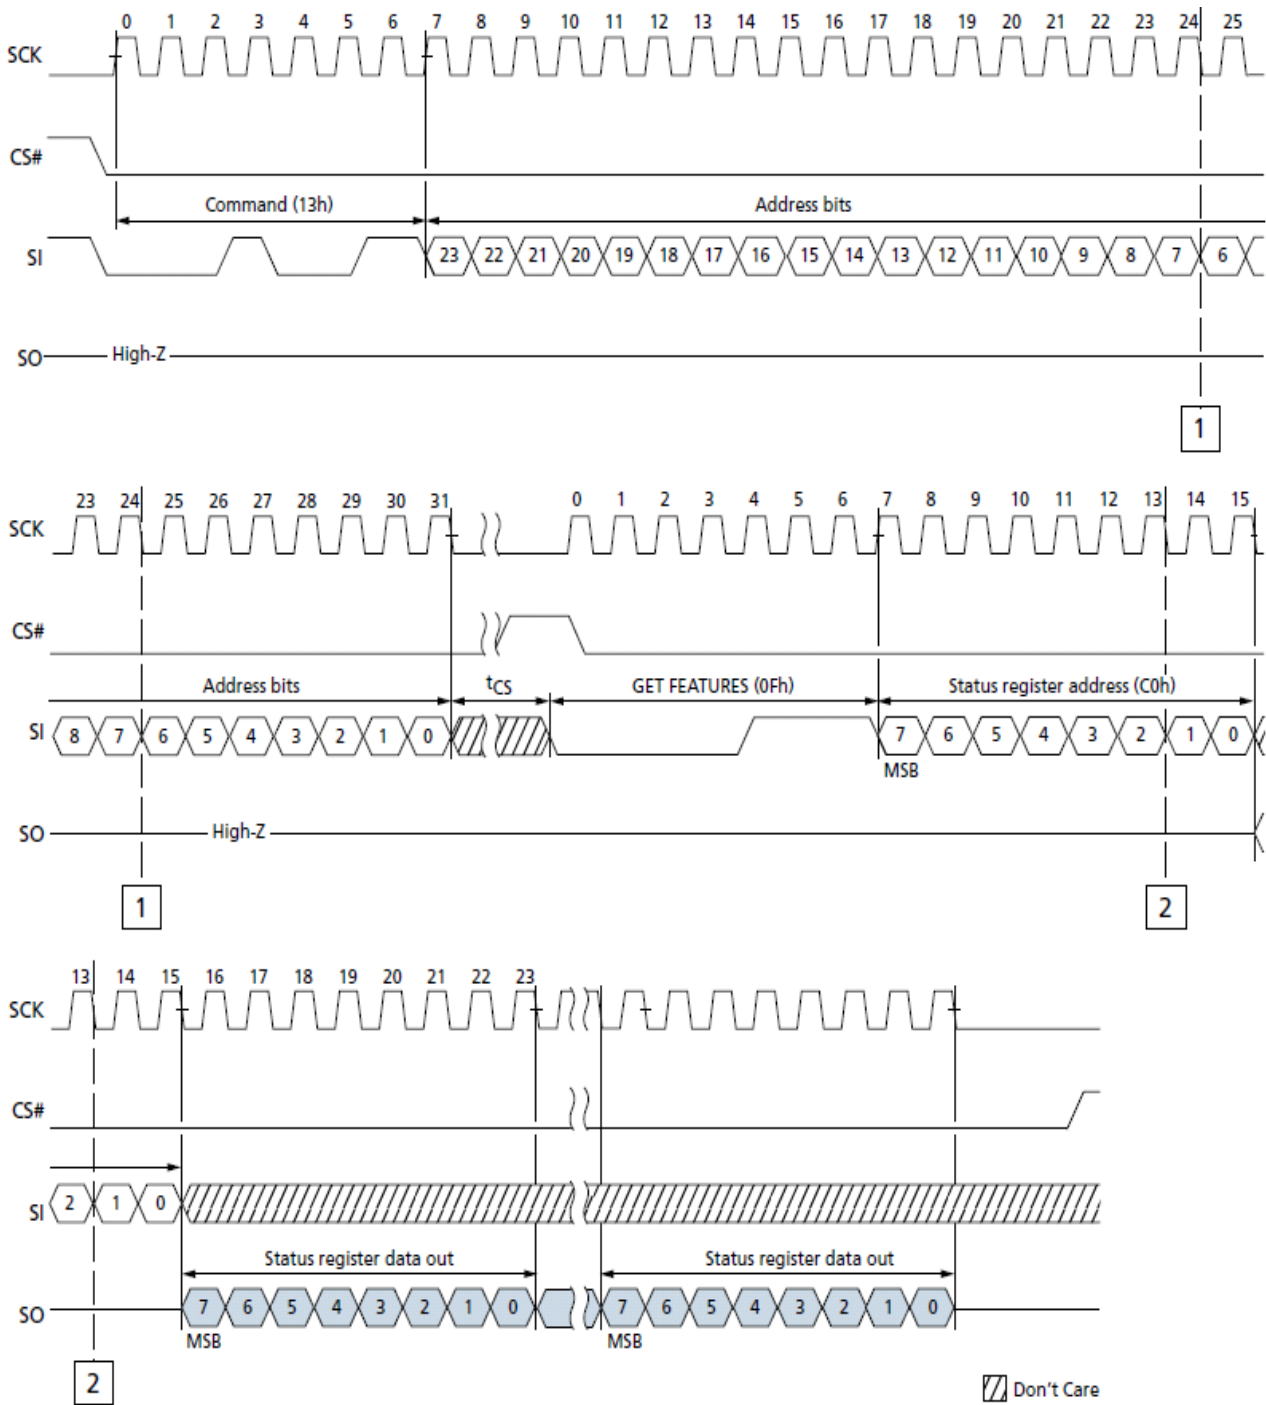 0 1 2 3 4 5 6 7 8 9 10 11 12 13 14 15 16 17 18 19 20 21 22 23 24 25
SCK
CS#
Command (13h) Address bits
SI 23 22 21 20 19 18 17 16 15 14 13 12 11 10 9 8 7 6
SO High-Z
1
23 24 25 26 27 28 29 30 31 0 1 2 3 4 5 6 7 8 9 10 11 12 13 14 15
SCK
CS#
Address bits tCS GET FEATURES (0Fh) Status register address (C0h)
SI 8 7 6 5 4 3 2 1 0 7 6 5 4 3 2 1 0
MSB
SO High-Z
1 2
13 14 15 16 17 18 19 20 21 22 23
SCK
CS#
SI 2 1 0
Status register data out Status register data out
SO 7 6 5 4 3 2 1 0 7 6 5 4 3 2 1 0
MSB MSB
2
Don't Care